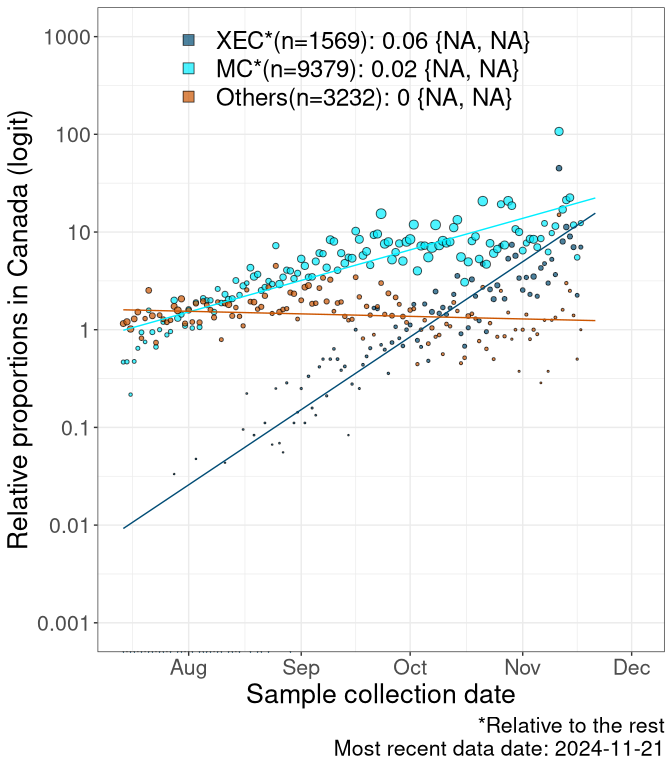 XEC*(n=1569): 0.06 {NA, NA}
MC*(n=9379): 0.02 {NA, NA}
Others(n=3232): 0 {NA, NA}
Relative proportions in Canada (logit)
1000
100
10
1
0.1
0.01
0.001
Aug Sep Oct Nov Dec
Sample collection date
*Relative to the rest
Most recent data date: 2024-11-21